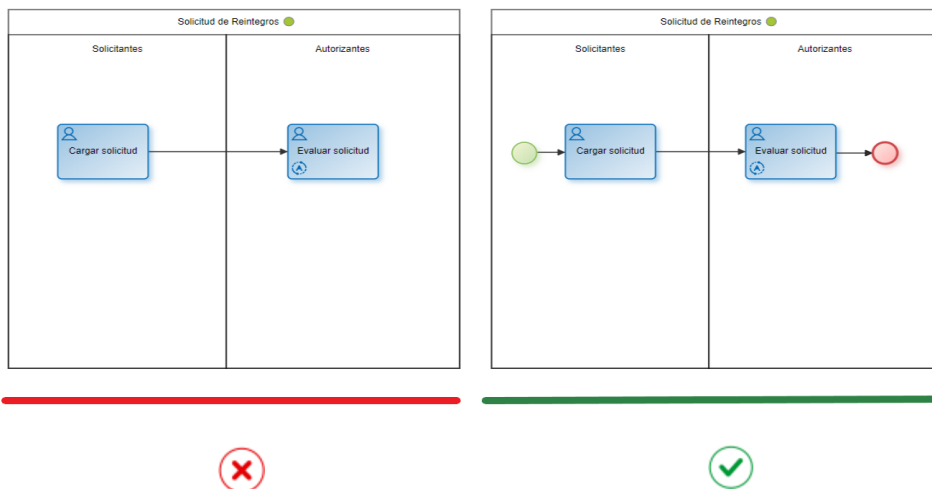 Solicitud de Reintegros
Solicitantes
Autorizantes
Cargar solicitud
Evaluar solicitud
Solicitud de Reintegros
Solicitantes
Autorizantes
Cargar solicitud
Evaluar solicitud